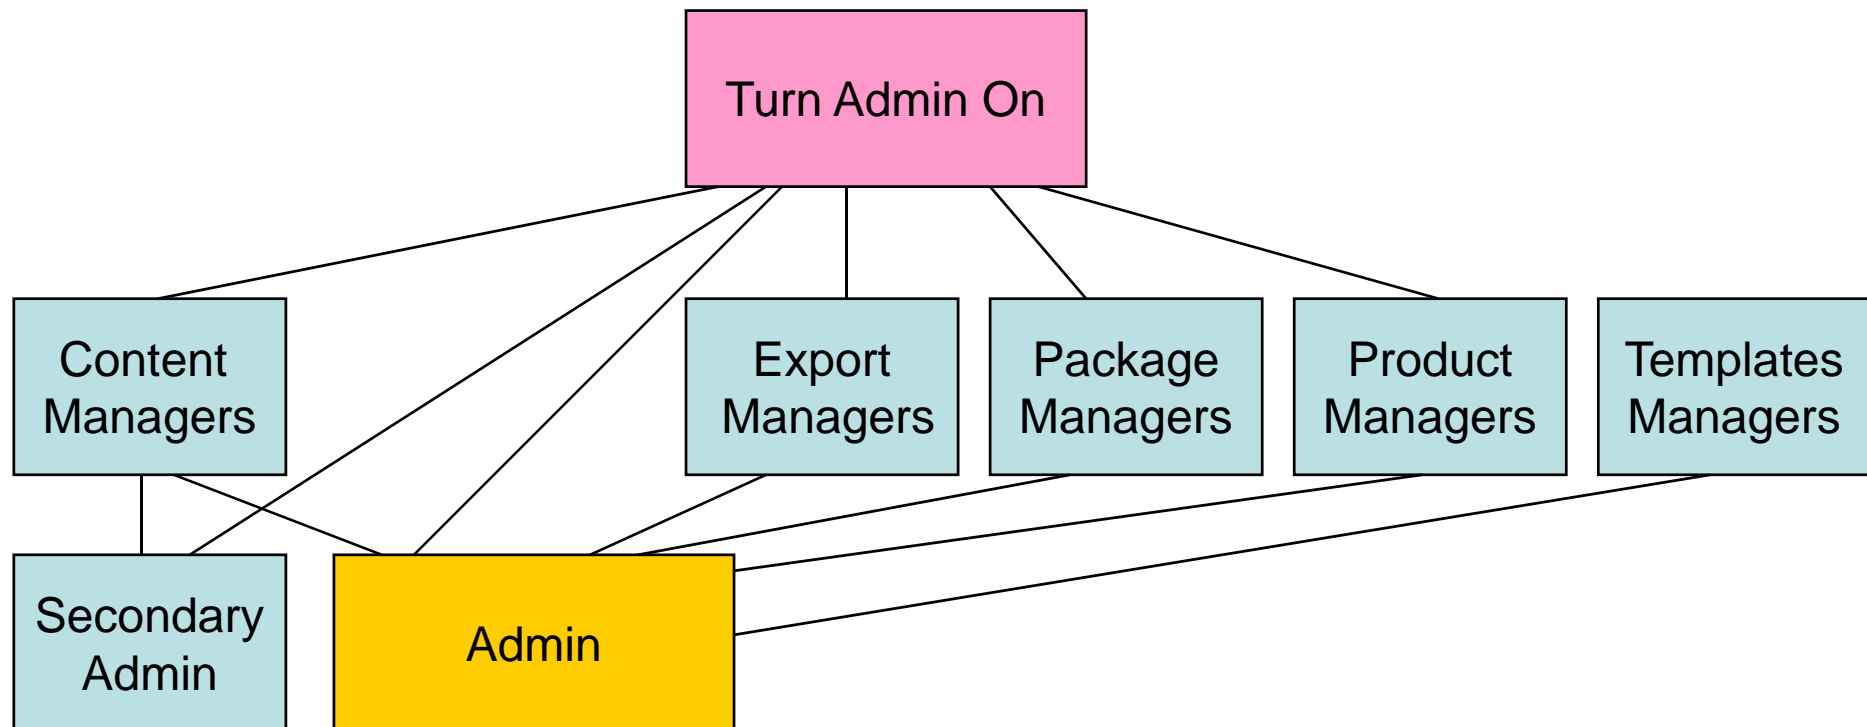 Turn Admin On
Content
Managers
Export
Managers
Package
Managers
Product
Managers
Templates
Managers
Secondary
Admin
Admin